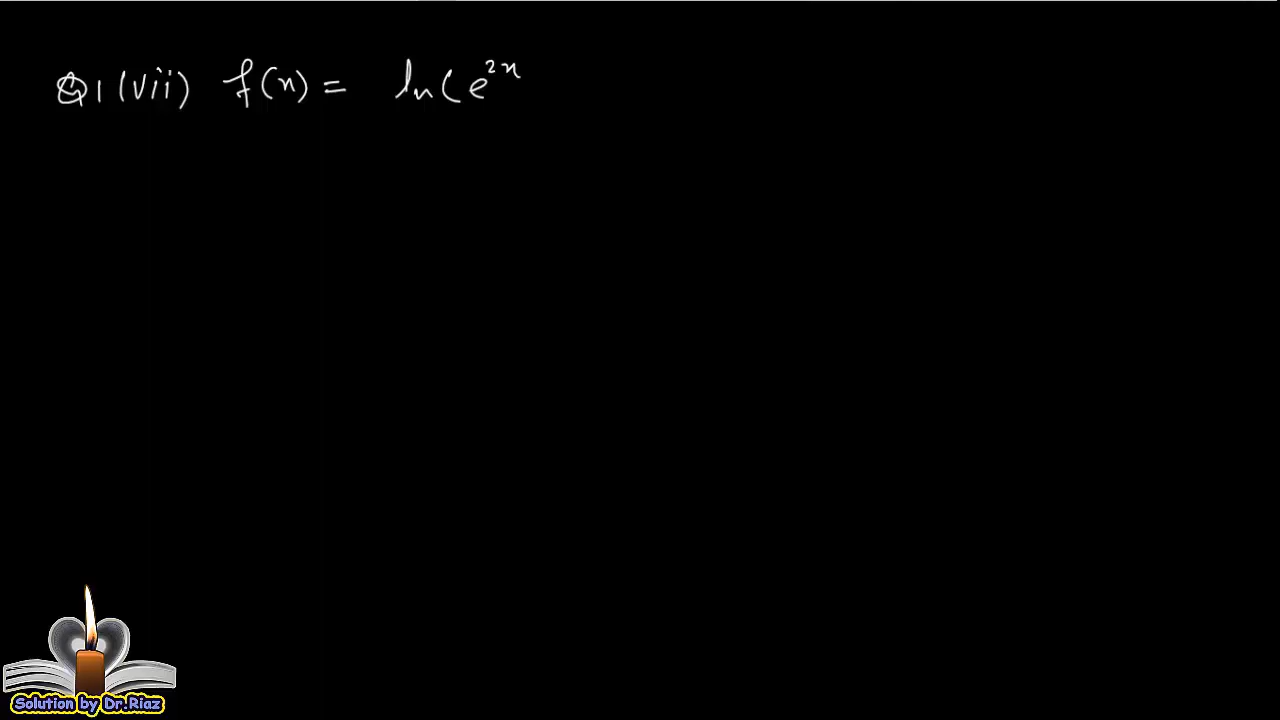 Q1 (vii) f(x) = ln(e^{2x}
Solution by Dr.Riaz